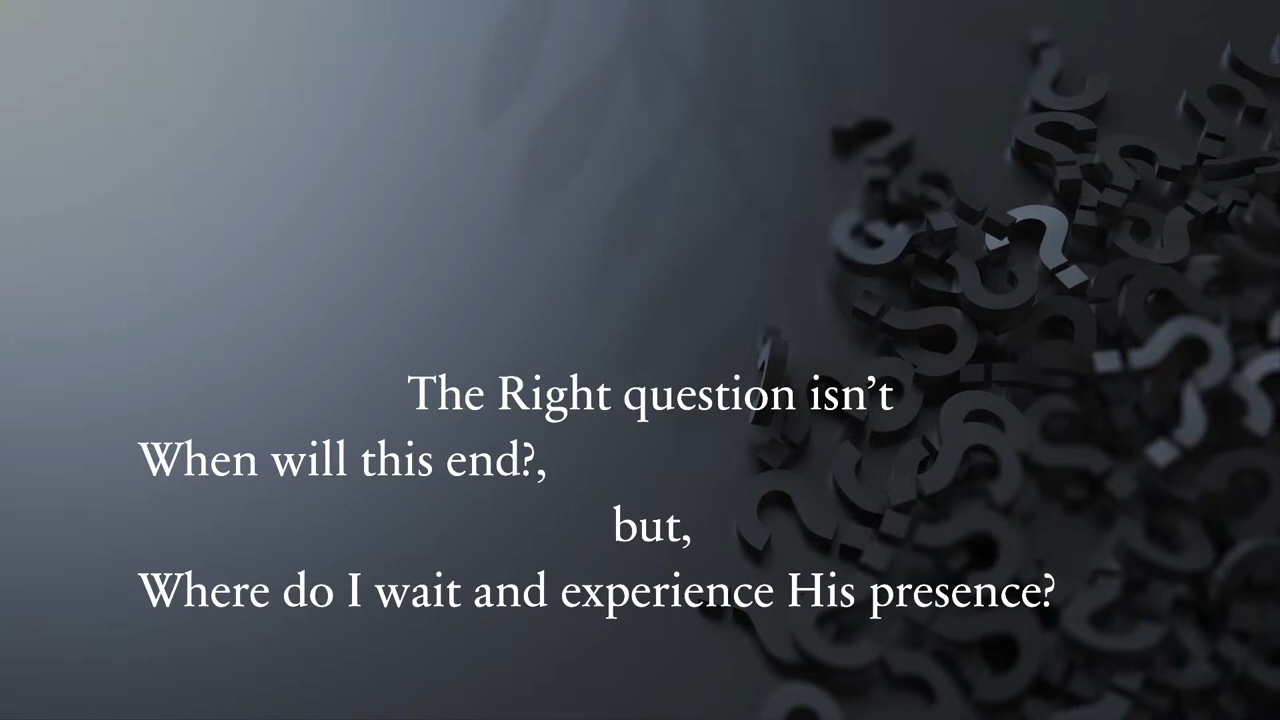 The Right question isn’t
When will this end?,
but,
Where do I wait and experience His presence?